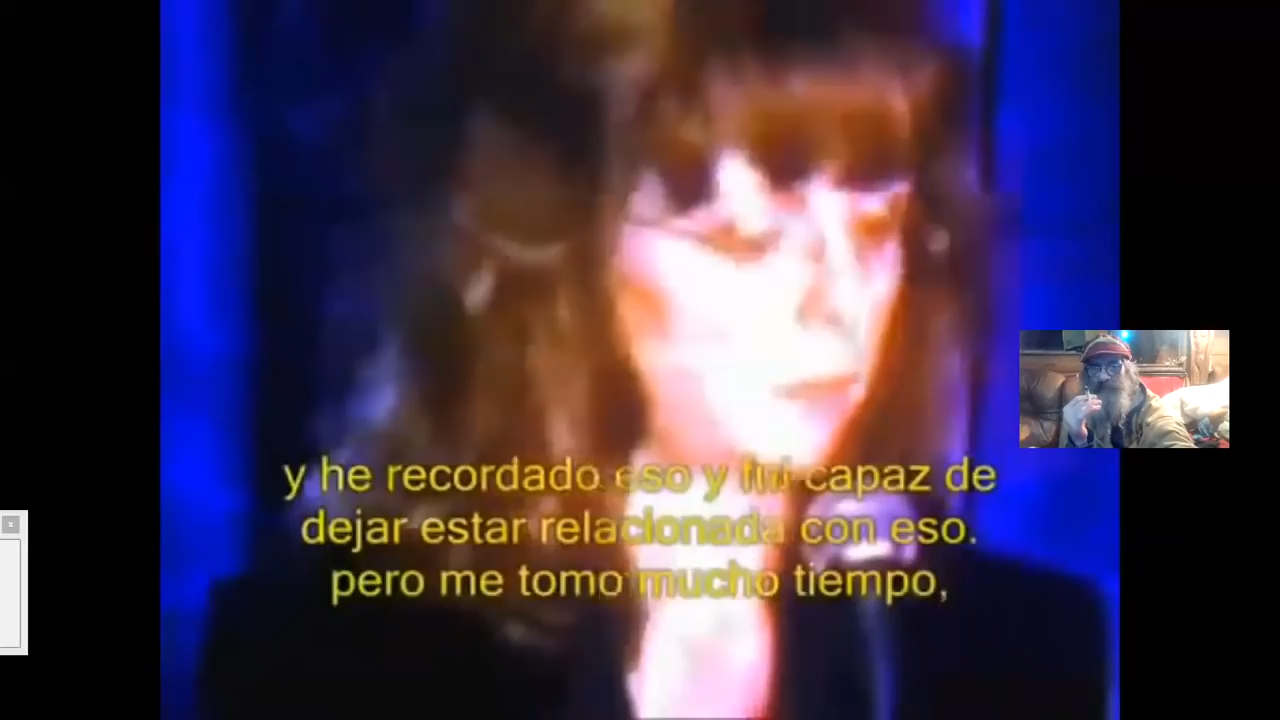 y he recordado eso y fui capaz de
dejar estar relacionada con eso.
pero me tomo mucho tiempo,